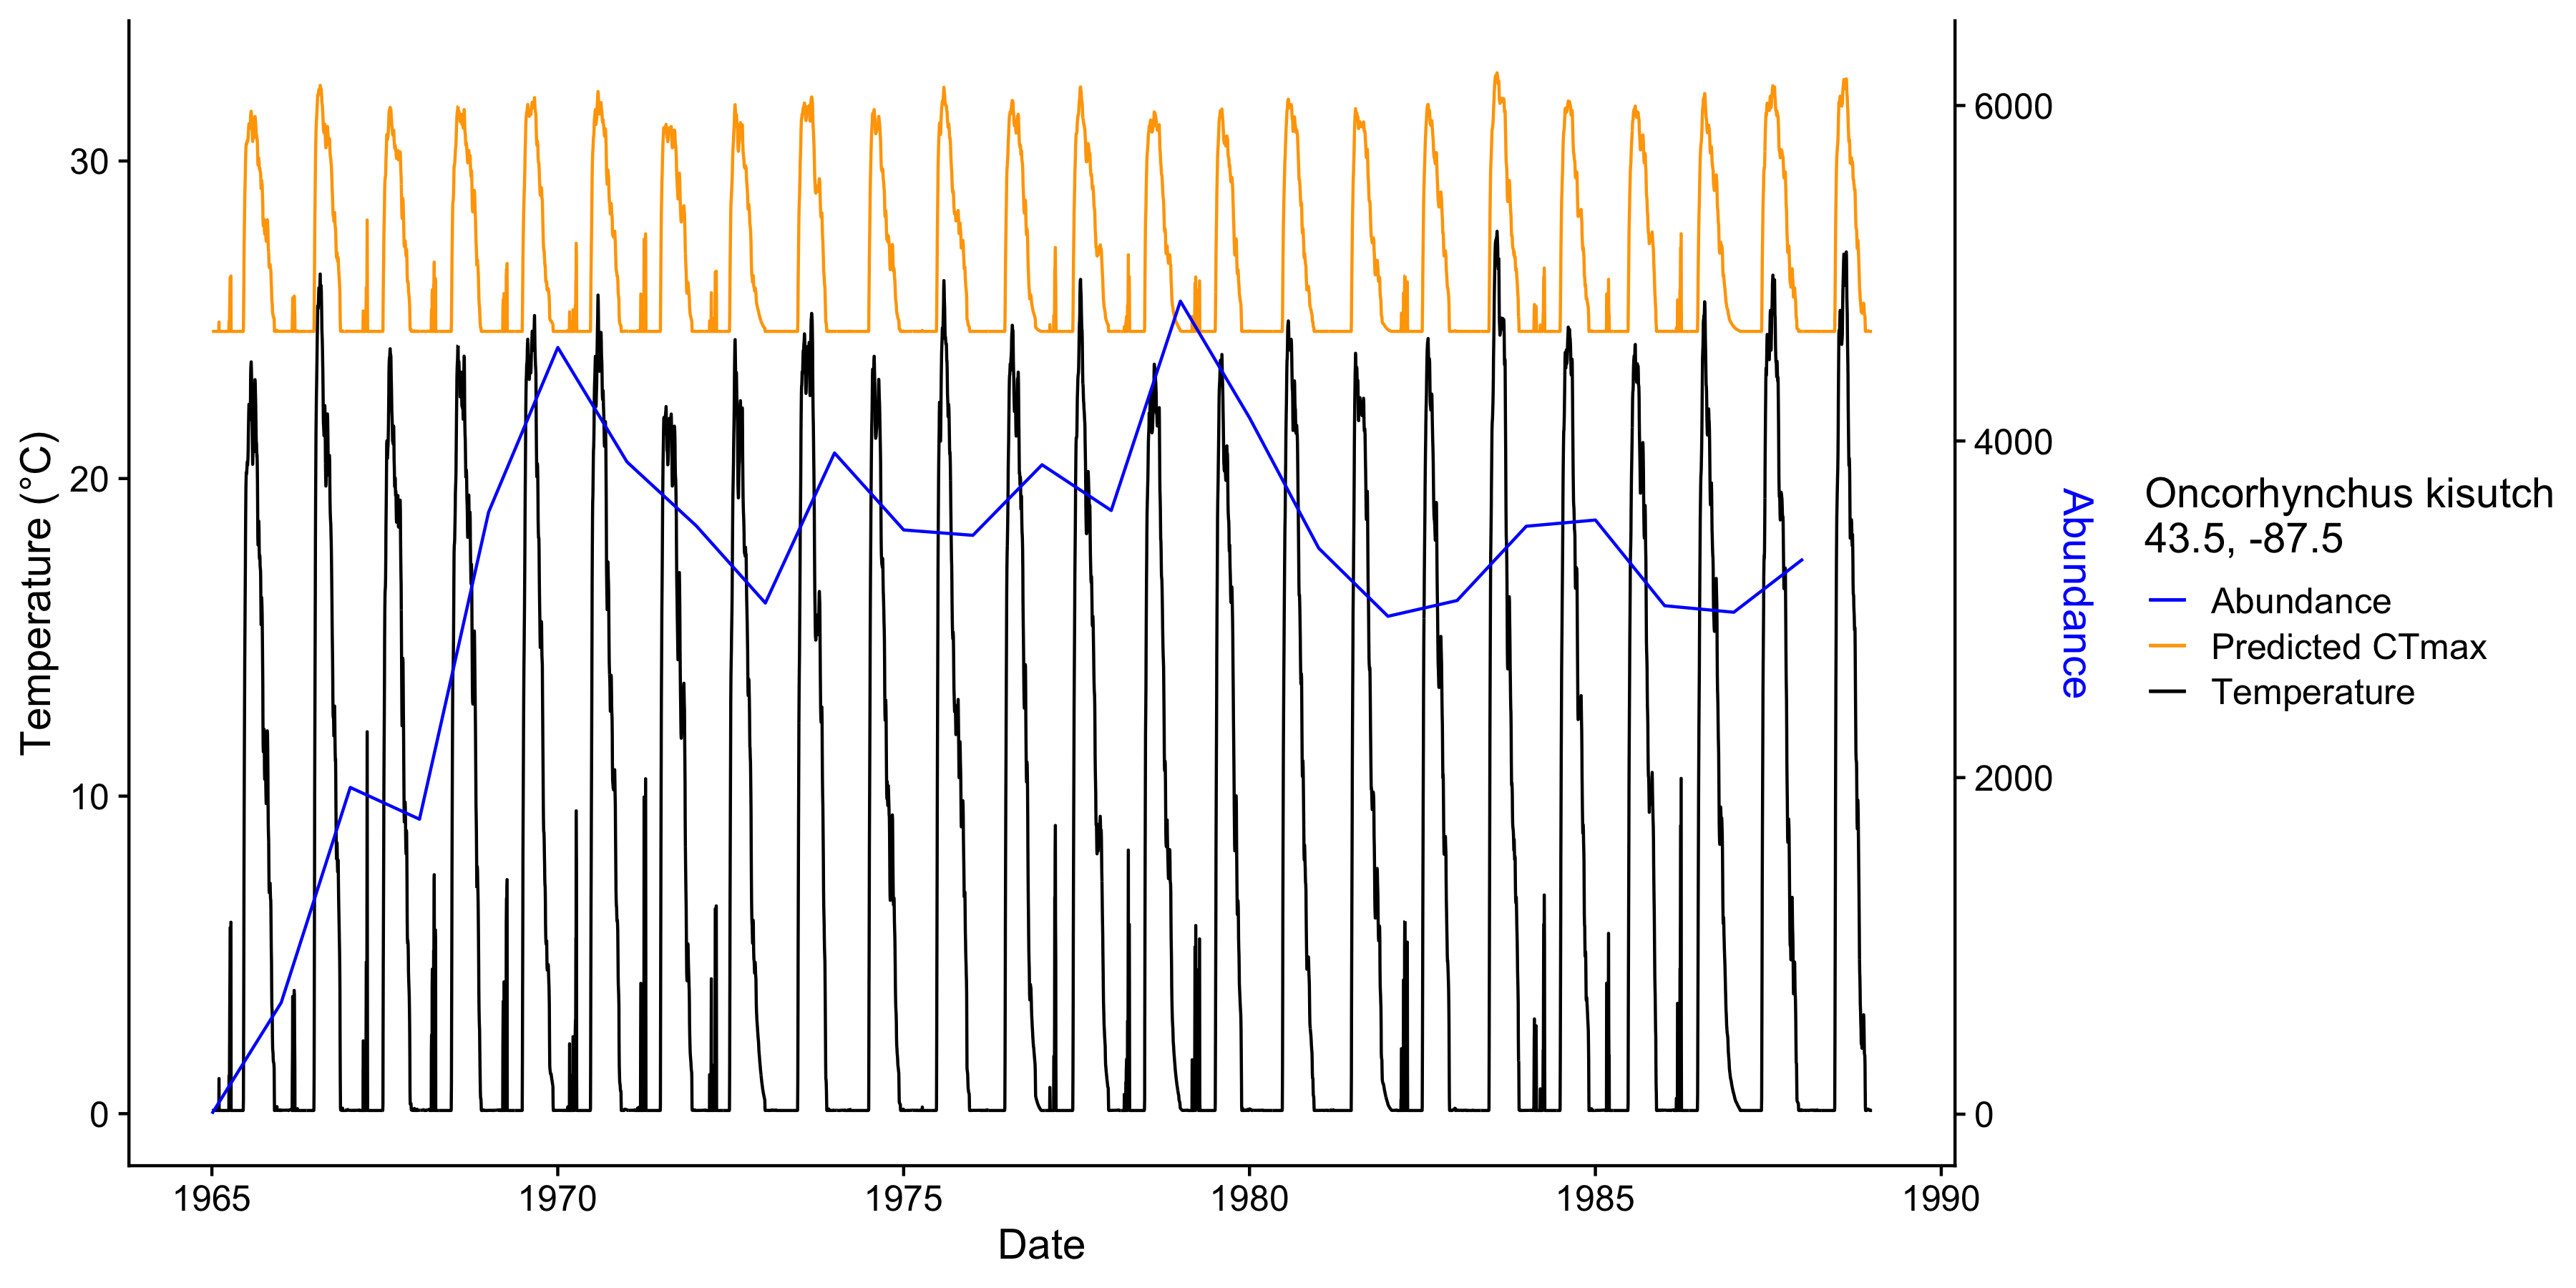 Temperature (°C)
30
20
10
0
1965
1970
1975
1980
1985
1990
Date
6000
4000
2000
0
Abundance
Oncorhynchus kisutch
43.5, -87.5
Abundance
Predicted CTmax
Temperature